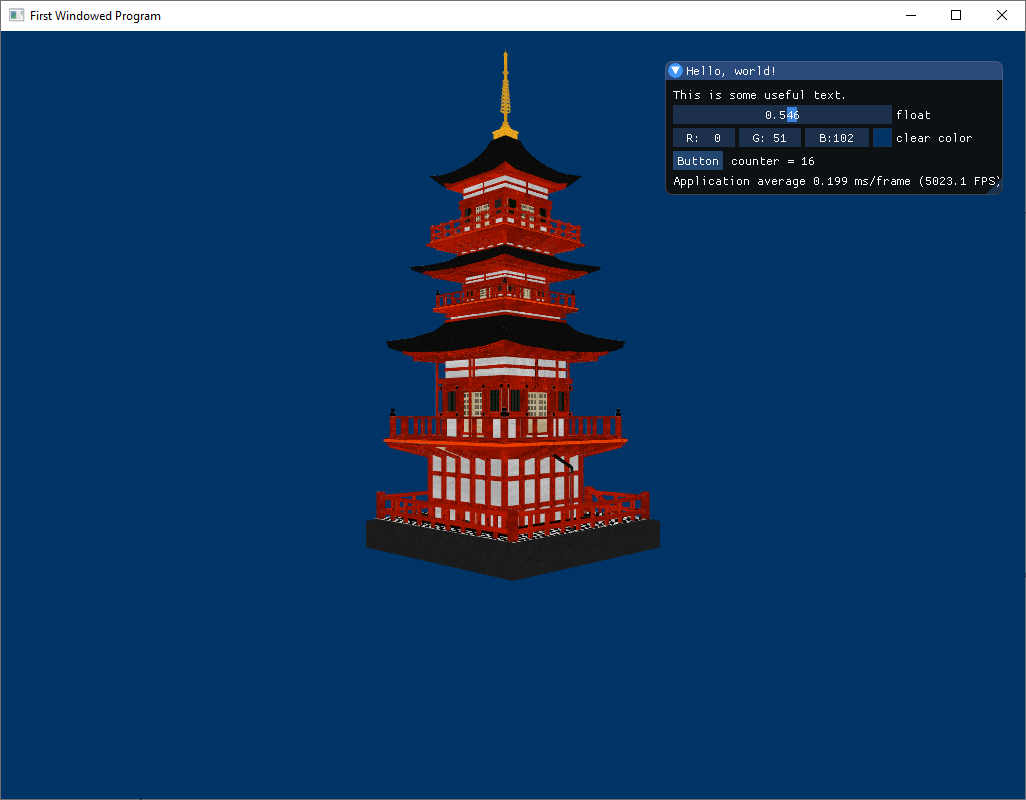 First Windowed Program
Hello, world!
This is some useful text.
0.546 float
R: 0 G: 51 B:102 clear color
Button counter = 16
Application average 0.199 ms/frame (5023.1 FPS)